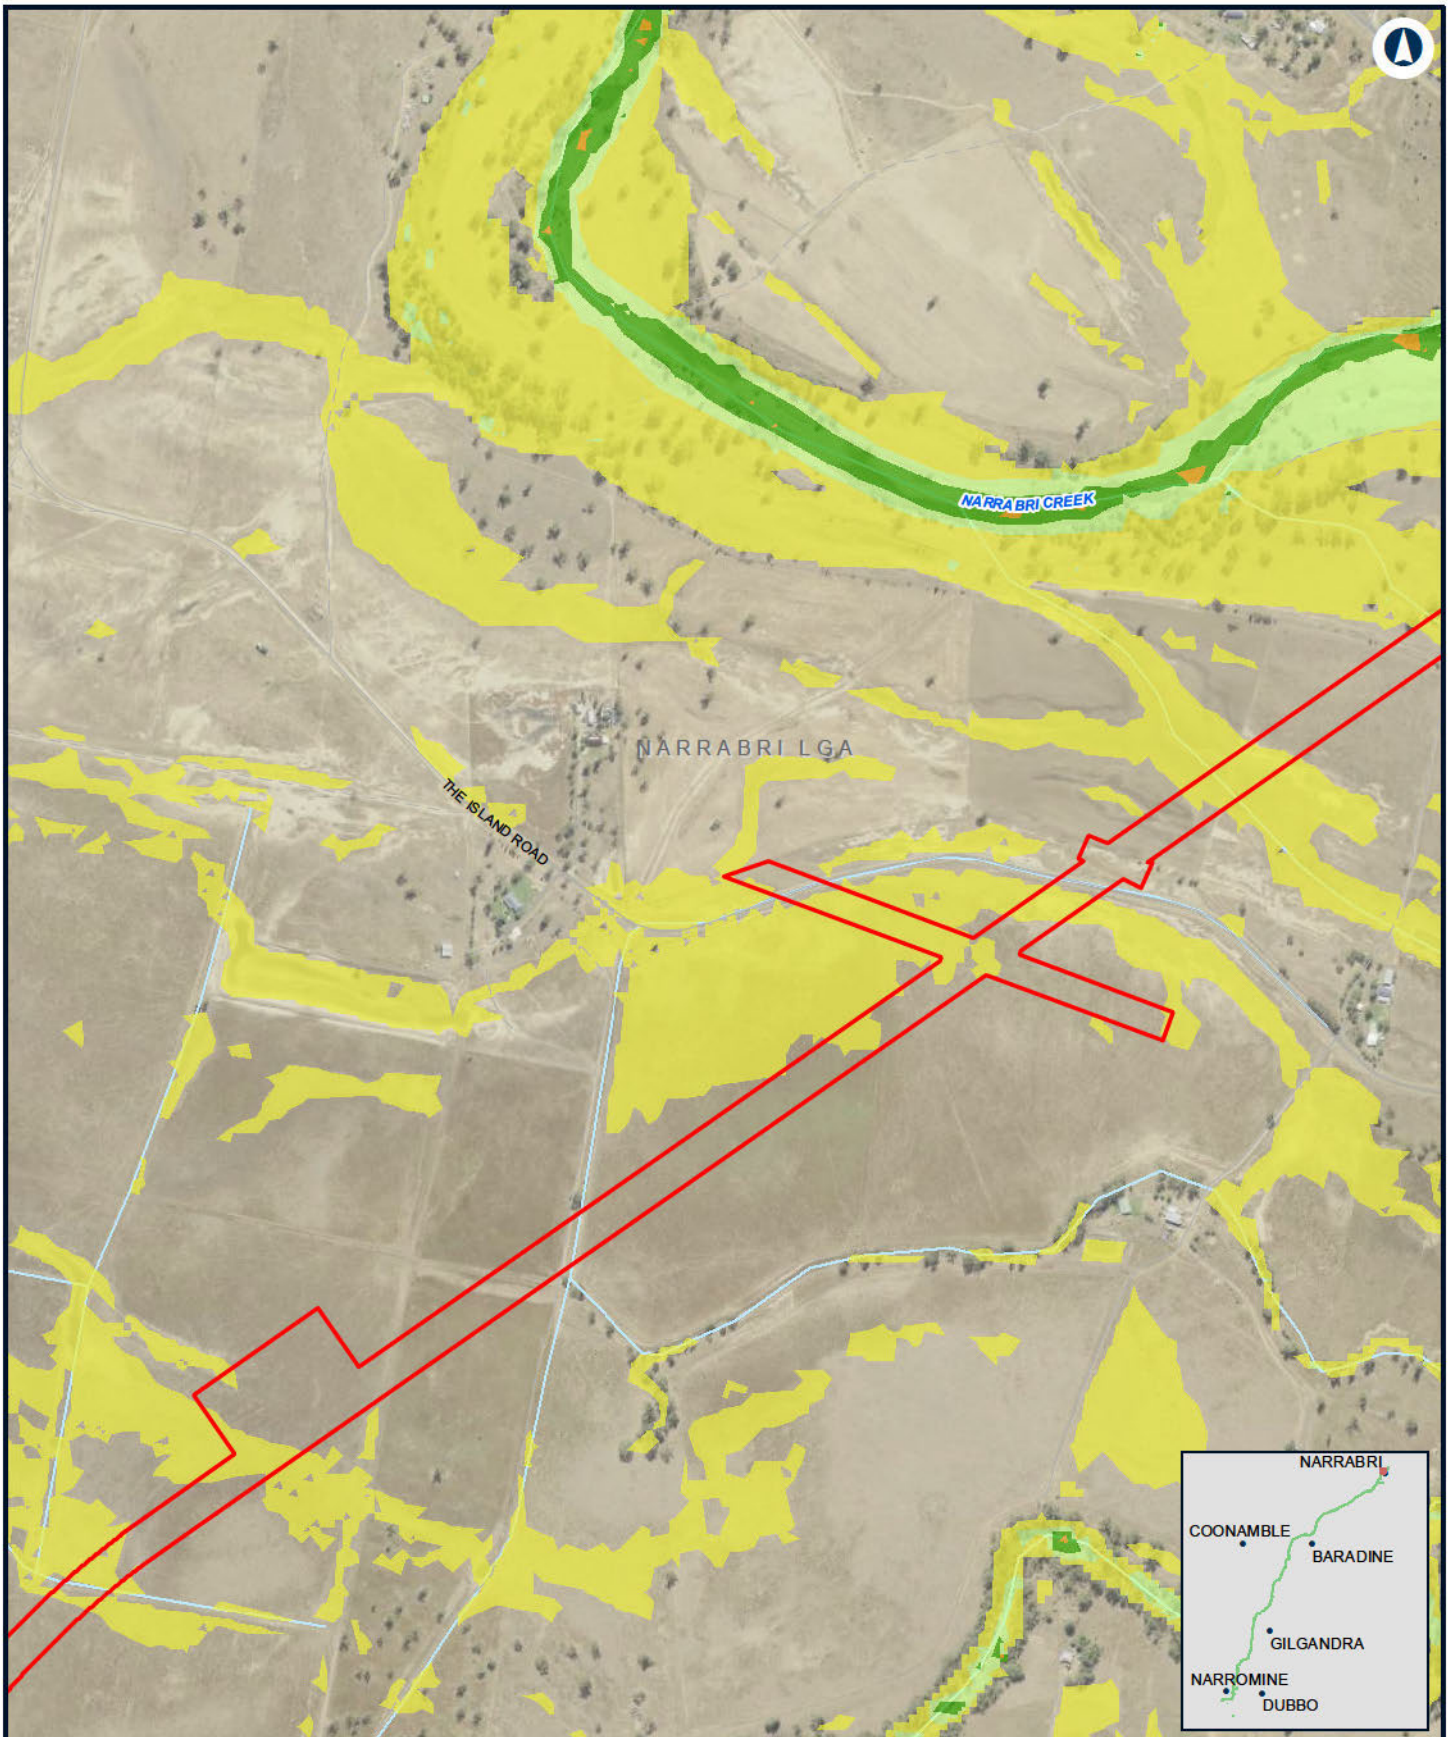 NARRABRI CREEK
NARRABRI LGA
THE ISLAND ROAD
NARRABRI
COONAMBLE
BARADINE
GILGANDRA
NARROMINE
DUBBO